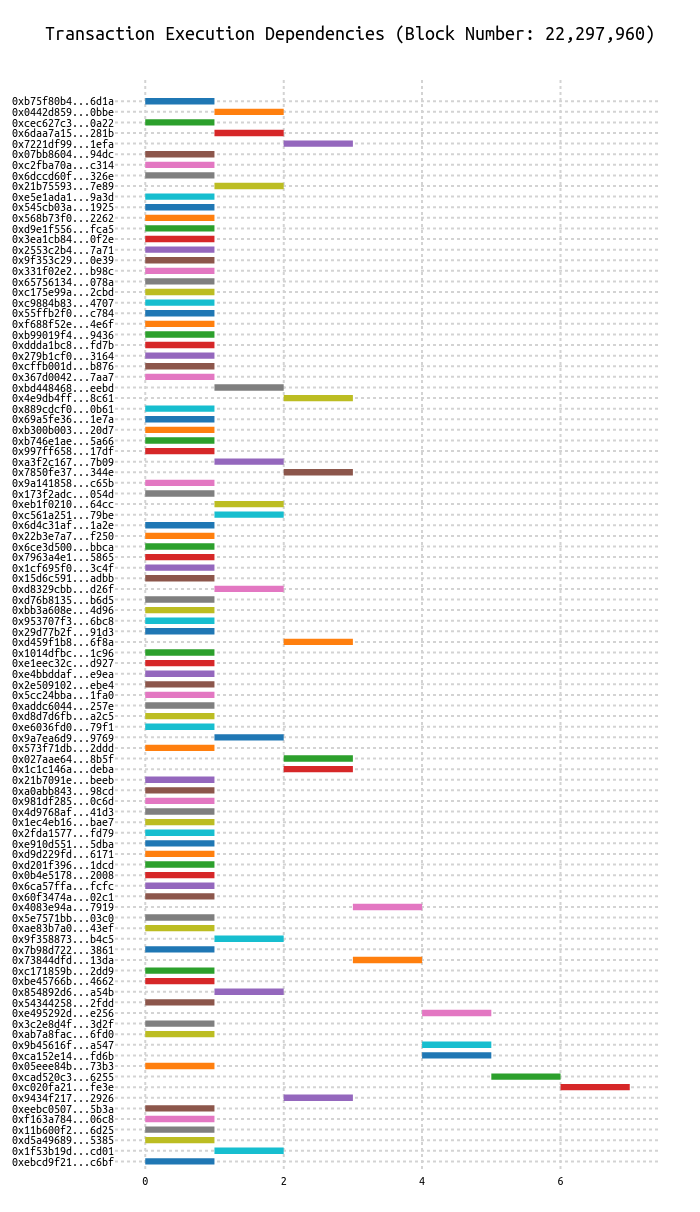 Transaction Execution Dependencies (Block Number: 22,297,960)
0xb75f80b4...6d1a
0x0442d859...0bbe
0xcec627c3...0a22
0x6daa7a15...281b
0x7221df99...1efa
0x07bb8604...94dc
0xc2fba70a...c314
0x6dccd60f...326e
0x21b75593...7e89
0xe5e1ada1...9a3d
0x545cb03a...1925
0x568b73f0...2262
0xd9e1f556...fca5
0x3ea1cb84...0f2e
0x2553c2b4...7a71
0x9f353c29...0e39
0x331f02e2...b98c
0x65756134...078a
0xc175e99a...2cbd
0xc9884b83...4707
0x55ffb2f0...c784
0xf688f52e...4e6f
0xb99019f4...9436
0xddda1bc8...fd7b
0x279b1cf0...3164
0xcffb001d...b876
0x367d0042...7aa7
0xbd448468...eebd
0x4e9db4ff...8c61
0x889cdcf0...0b61
0x69a5fe36...1e7a
0xb300b003...20d7
0xb746e1ae...5a66
0x997ff658...17df
0xa3f2c167...7b09
0x7850fe37...344e
0x9a141858...c65b
0x173f2adc...054d
0xeb1f0210...64cc
0xc561a251...79be
0x6d4c31af...1a2e
0x22b3e7a7...f250
0x6ce3d500...bbca
0x7963a4e1...5865
0x1cf695f0...3c4f
0x15d6c591...adbb
0xd8329cbb...d26f
0xd76b8135...b6d5
0xbb3a608e...4d96
0x953707f3...6bc8
0x29d77b2f...91d3
0xd459f1b8...6f8a
0x1014dfbc...1c96
0xe1eec32c...d927
0xe4bbddaf...e9ea
0x2e509102...ebe4
0x5cc24bba...1fa0
0xaddc6044...257e
0xd8d7d6fb...a2c5
0xe6036fd0...79f1
0x9a7ea6d9...9769
0x573f71db...2ddd
0x027aae64...8b5f
0x1c1c146a...deba
0x21b7091e...beeb
0xa0abb843...98cd
0x981df285...0c6d
0x4d9768af...41d3
0x1ec4eb16...bae7
0x2fda1577...fd79
0xe910d551...5dba
0xd9d229fd...6171
0xd201f396...1dcd
0x0b4e5178...2008
0x6ca57ffa...fcfc
0x60f3474a...02c1
0x4083e94a...7919
0x5e7571bb...03c0
0xae83b7a0...43ef
0x9f358873...b4c5
0x7b98d722...3861
0x73844dfd...13da
0xc171859b...2dd9
0xbe45766b...4662
0x854892d6...a54b
0x54344258...2fdd
0xe495292d...e256
0x3c2e8d4f...3d2f
0xab7a8fac...6fd0
0x9b45616f...a547
0xca152e14...fd6b
0x05eee84b...73b3
0xcad520c3...6255
0xc020fa21...fe3e
0x9434f217...2926
0xeebc0507...5b3a
0xf163a784...06c8
0x11b600f2...6d25
0xd5a49689...5385
0x1f53b19d...cd01
0xebcd9f21...c6bf
0 2 4 6